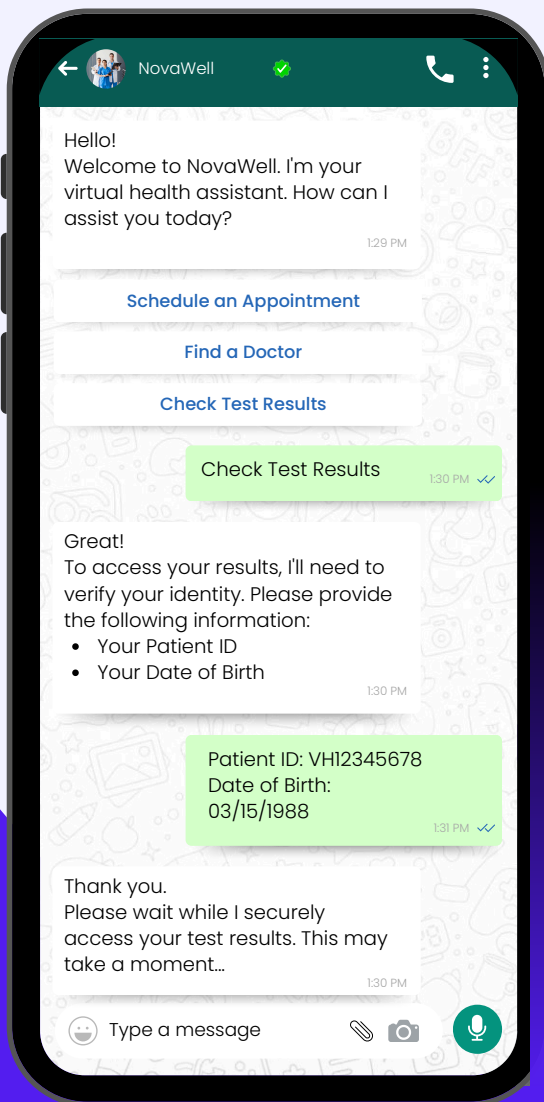 NovaWell
Hello!
Welcome to NovaWell. I'm your
virtual health assistant. How can I
assist you today?
1:29 PM
Schedule an Appointment
Find a Doctor
Check Test Results
Check Test Results
1:30 PM
Great!
To access your results, I'll need to
verify your identity. Please provide
the following information:
• Your Patient ID
• Your Date of Birth
1:30 PM
Patient ID: VH12345678
Date of Birth:
03/15/1988
1:31 PM
Thank you.
Please wait while I securely
access your test results. This may
take a moment...
1:30 PM
Type a message